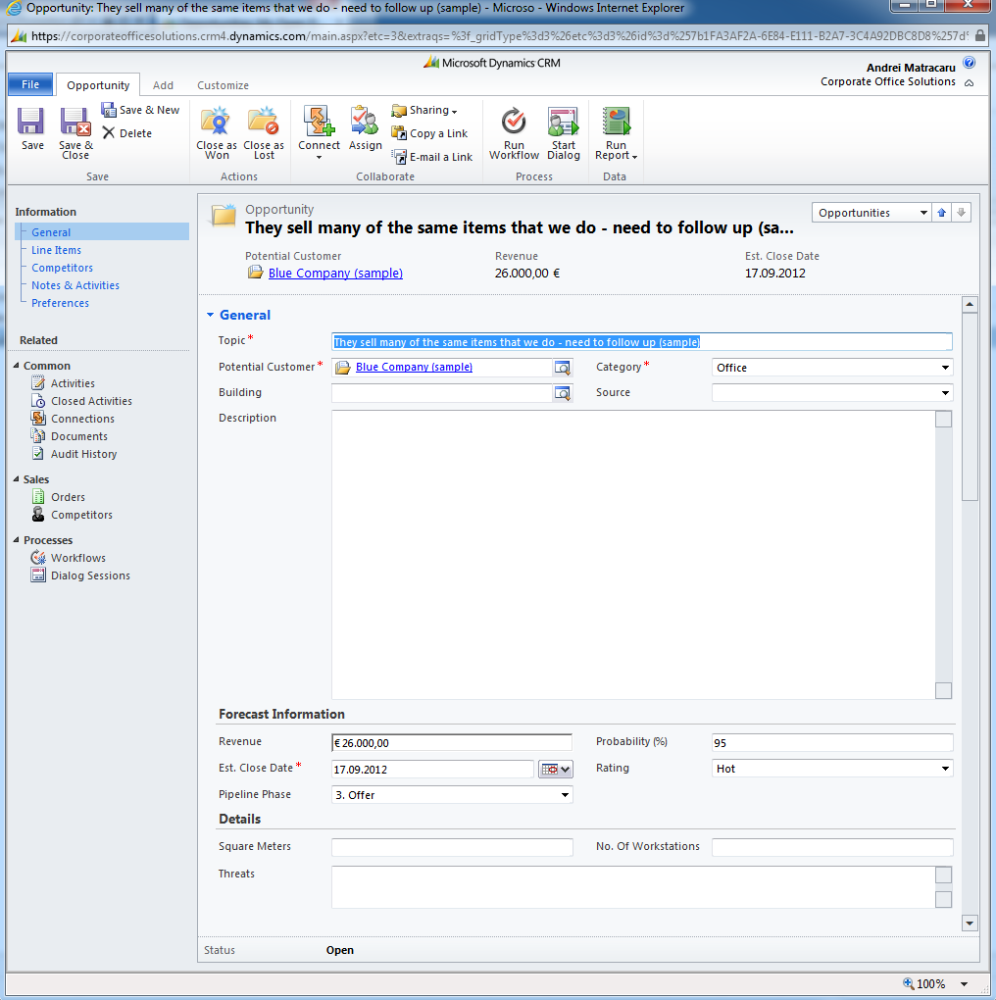 Opportunity: They sell many of the same items that we do - need to follow up (sample) - Microso - Windows Internet Explorer
https://corporateofficesolutions.crm4.dynamics.com/main.aspx?etc=3&extraqs=%3f_gridType%3d3%26etc%3d3%26id%3d%257b1FA3AF2A-6E84-E111-B2A7-3C4A92DBC8D8%257d%
Microsoft Dynamics CRM
Andrei Matracaru
Corporate Office Solutions
File Opportunity Add Customize
Save
Save & Close
Save & New
Delete
Close as Won
Close as Lost
Connect
Assign
Sharing
Copy a Link
E-mail a Link
Run Workflow
Start Dialog
Run Report
Save Actions Collaborate Process Data
Information
General
Line Items
Competitors
Notes & Activities
Preferences
Related
Common
Activities
Closed Activities
Connections
Documents
Audit History
Sales
Orders
Competitors
Processes
Workflows
Dialog Sessions
Opportunity
They sell many of the same items that we do - need to follow up (sa...
Opportunities
Potential Customer Revenue Est. Close Date
Blue Company (sample) 26.000,00 € 17.09.2012
General
Topic* They sell many of the same items that we do - need to follow up (sample)
Potential Customer* Blue Company (sample) Category* Office
Building Source
Description
Forecast Information
Revenue €26.000,00 Probability (%) 95
Est. Close Date* 17.09.2012 Rating Hot
Pipeline Phase 3. Offer
Details
Square Meters No. Of Workstations
Threats
Status Open
100%